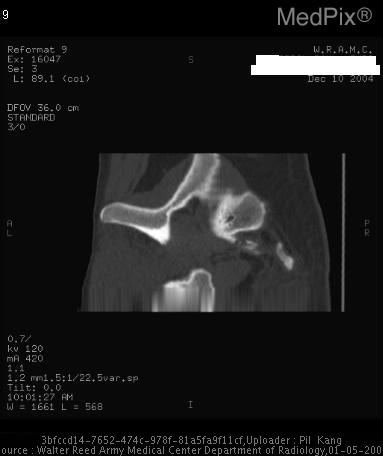 9
MedPix®
Reformat 9
Ex: 16047
Se: 3
L: 89.1 (coi)
W.R.A.M.C.
Dec 10 2004
S
DFOV 36.0 cm
STANDARD
3/0
A
L
P
R
0.7/
kv 120
mA 420
1.1
1.2 mm1.5:1/22.5var.sp
Tilt: 0.0
10:01:27 AM
W = 1661 L = 568
I
3bfccd14-7652-474c-978f-81a5fa9f11cf,Uploader : Pil Kang
ource : Walter Reed Army Medical Center Department of Radiology,01-05-200